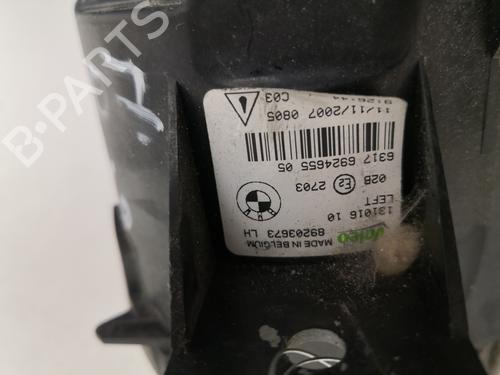 Valeo
MADE IN BELGIUM
131016 10
89203673 LH
LEFT
02B E2 2703
6317 6924655 05
11/11/2007 0805
C03
B-PARTS